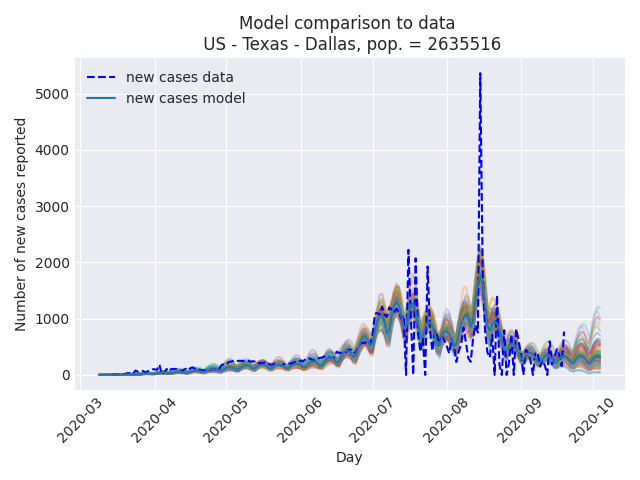 Model comparison to data
US - Texas - Dallas, pop. = 2635516
new cases data
new cases model
Number of new cases reported
5000
4000
3000
2000
1000
0
2020-03
2020-04
2020-05
2020-06
2020-07
2020-08
2020-09
2020-10
Day